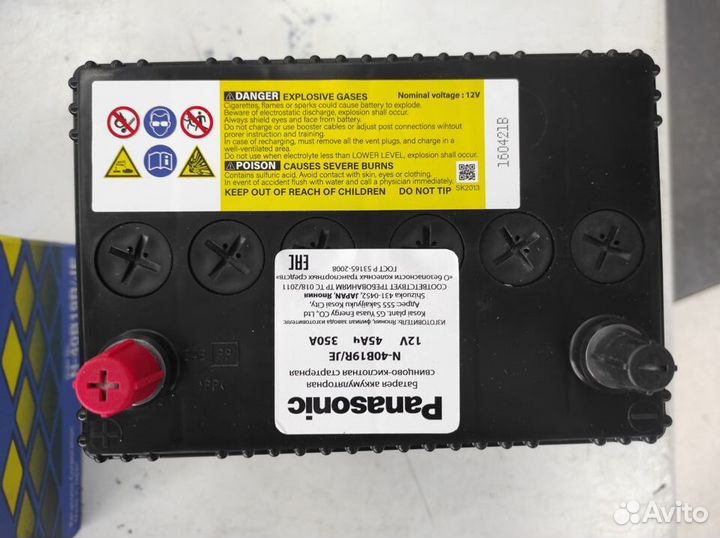 DANGER EXPLOSIVE GASES Nominal voltage : 12V
Cigarettes, flames or sparks could cause battery to explode.
Beware of electrostatic discharge, explosion shall occur.
Always shield eyes and face from battery.
Do not charge or use booster cables or adjust post connections without
prorer instruction and training.
In case of recharging, must remove all the vent plugs, and charge in a
well-ventilated area.
Do not use when electrolyte less than LOWER LEVEL, explosion shall occur.
POISON CAUSES SEVERE BURNS
Contains sulfuric acid. Avoid contact with skin, eyes or clothing.
In event of accident flush with water and call a physician immediately.
KEEP OUT OF REACH OF CHILDREN DO NOT TIP SK2013
160421B
Panasonic
Батарея аккумуляторная
свинцово-кислотная стартерная
N-40B19R/JE
12V 45Ач 350А
ИЗГОТОВИТЕЛЬ: Япония, филиал завода изготовителя:
Kosai plant. GS Yuasa Energy CO., Ltd
Адрес: 555 Sakaijyuku Kosai City,
Shizuoka 431-0452, JAPAN, Япония
СООТВЕТСТВУЕТ ТРЕБОВАНИЯМ ТР ТС 018/2011
«О безопасности колесных транспортных средств»
ГОСТ Р 53165-2008
EAC
PP
N-40B19R/JE
Avito